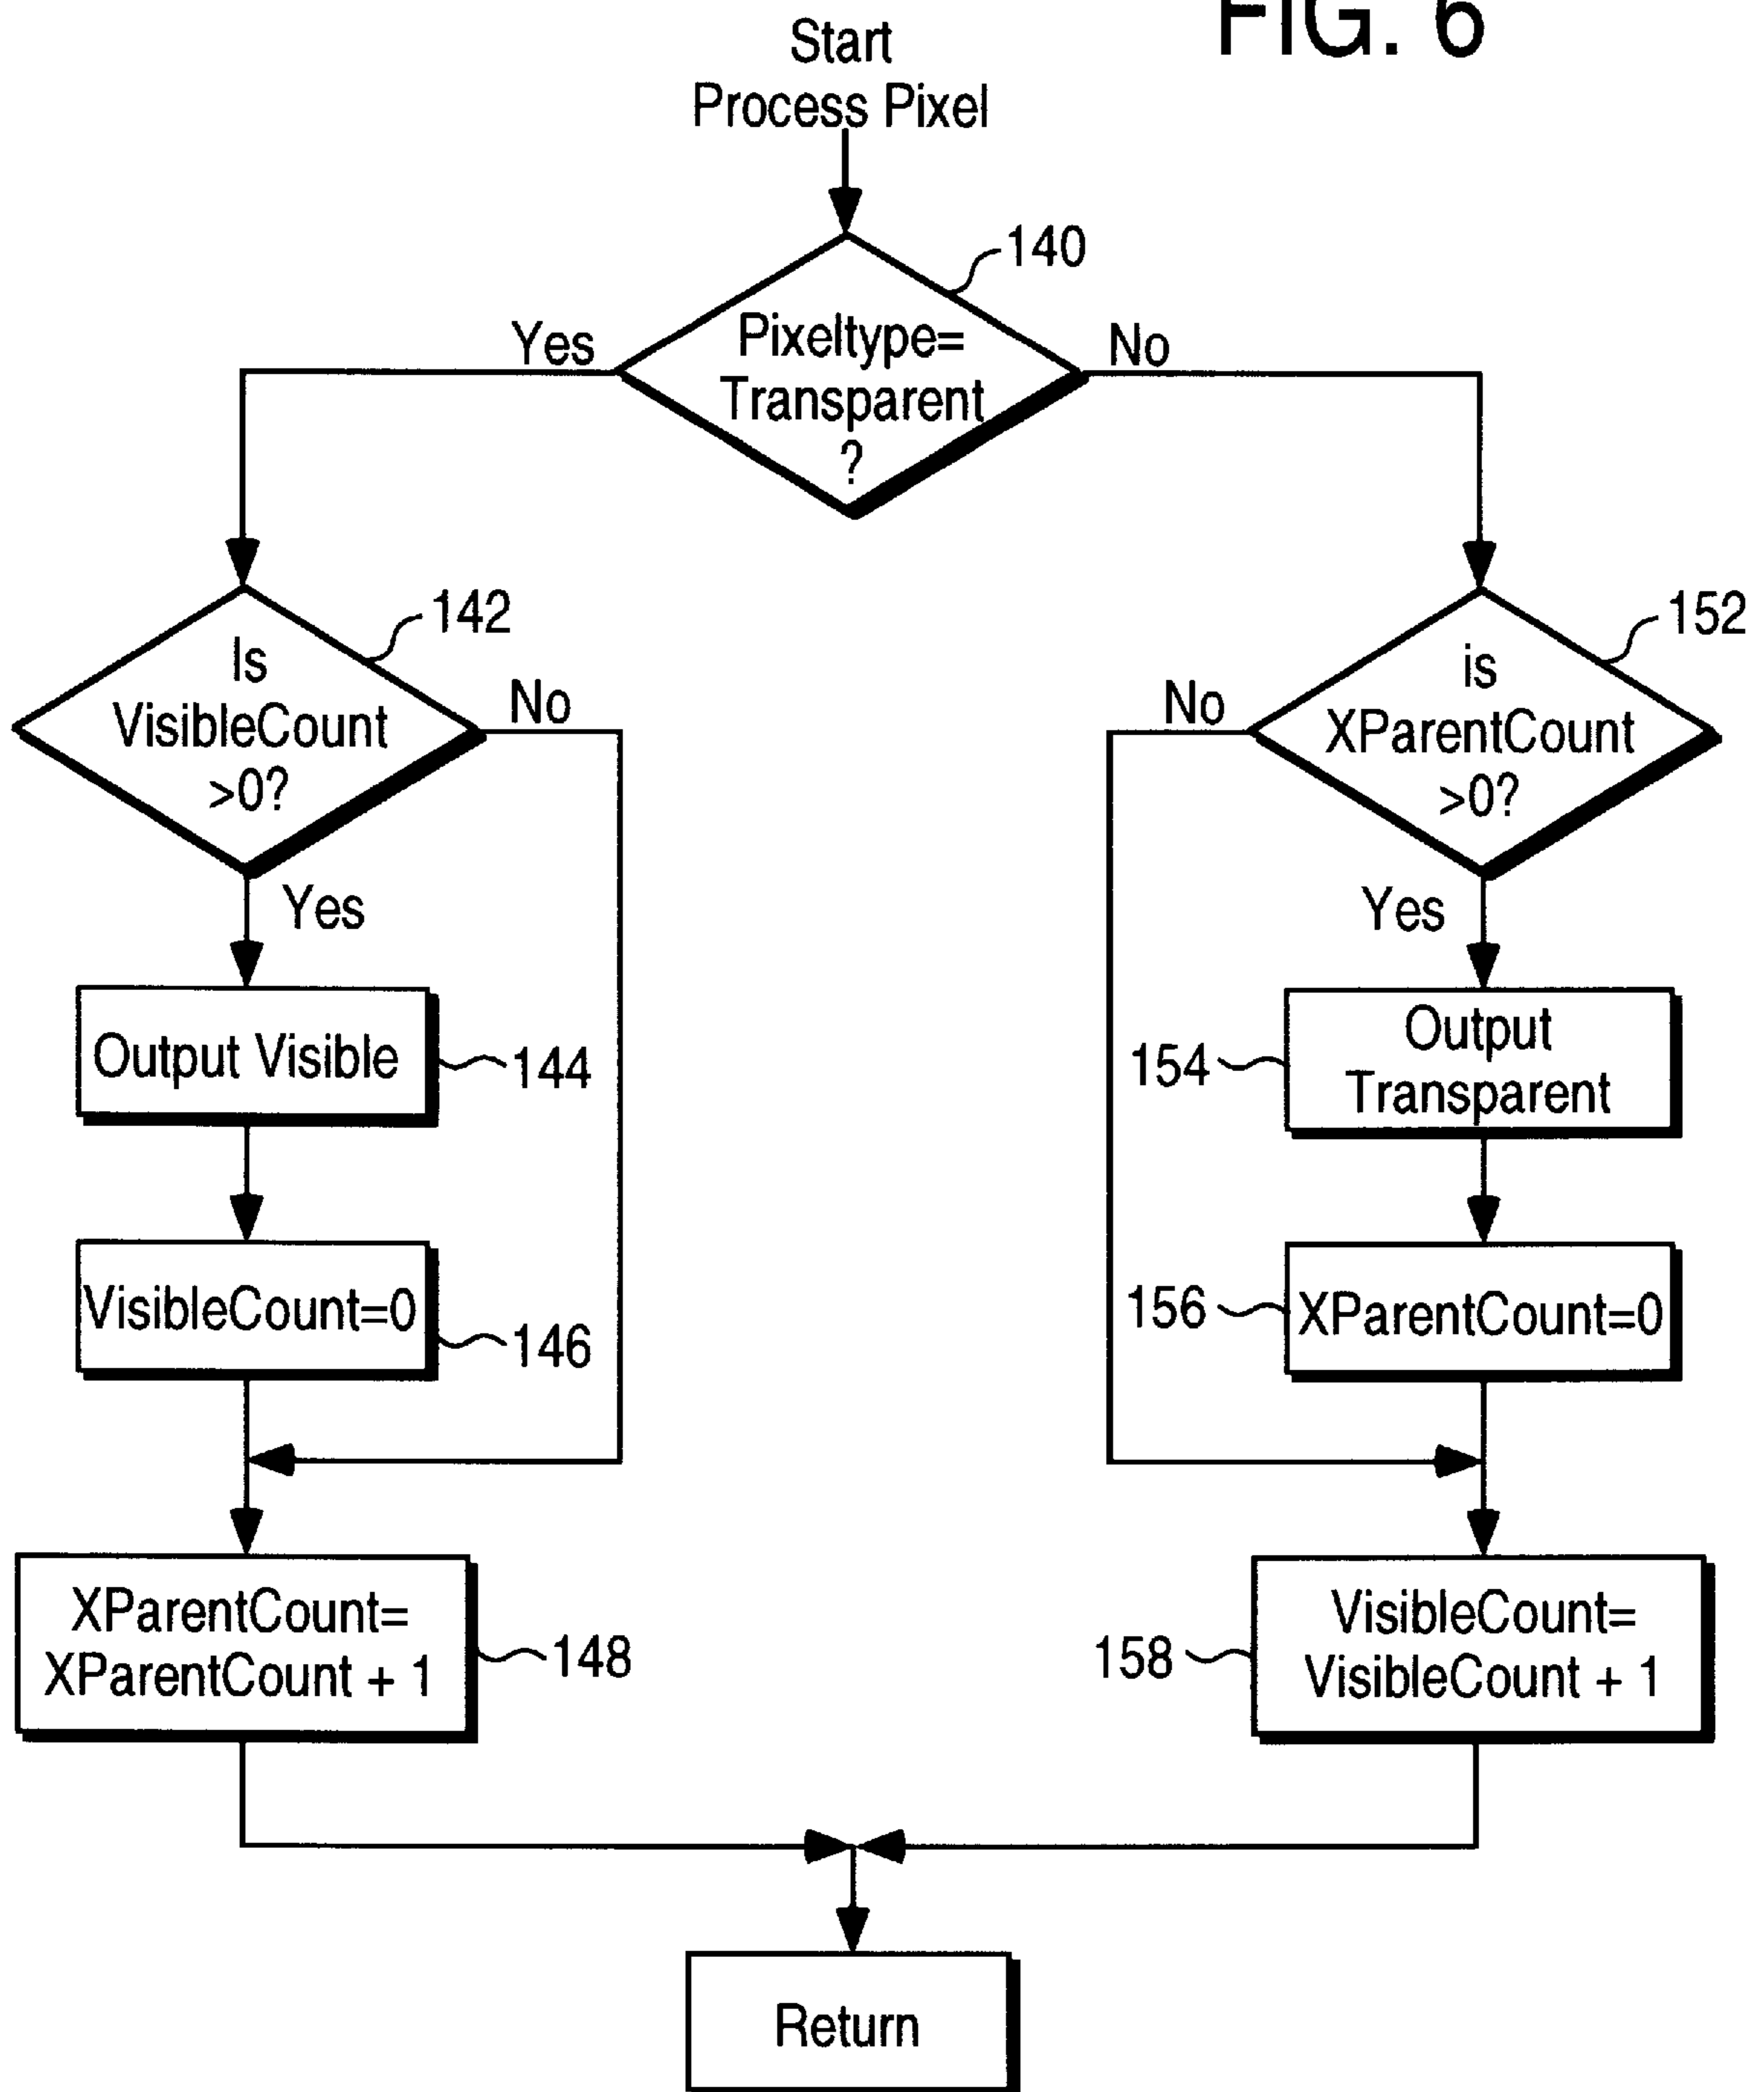 FIG. 6
Start
Process Pixel
140
Pixeltype=
Transparent
?
Yes
No
142
Is
VisibleCount
>0?
No
Yes
152
is
XParentCount
>0?
No
Yes
Output Visible
144
154
Output
Transparent
VisibleCount=0
146
156
XParentCount=0
XParentCount=
XParentCount + 1
148
158
VisibleCount=
VisibleCount + 1
Return